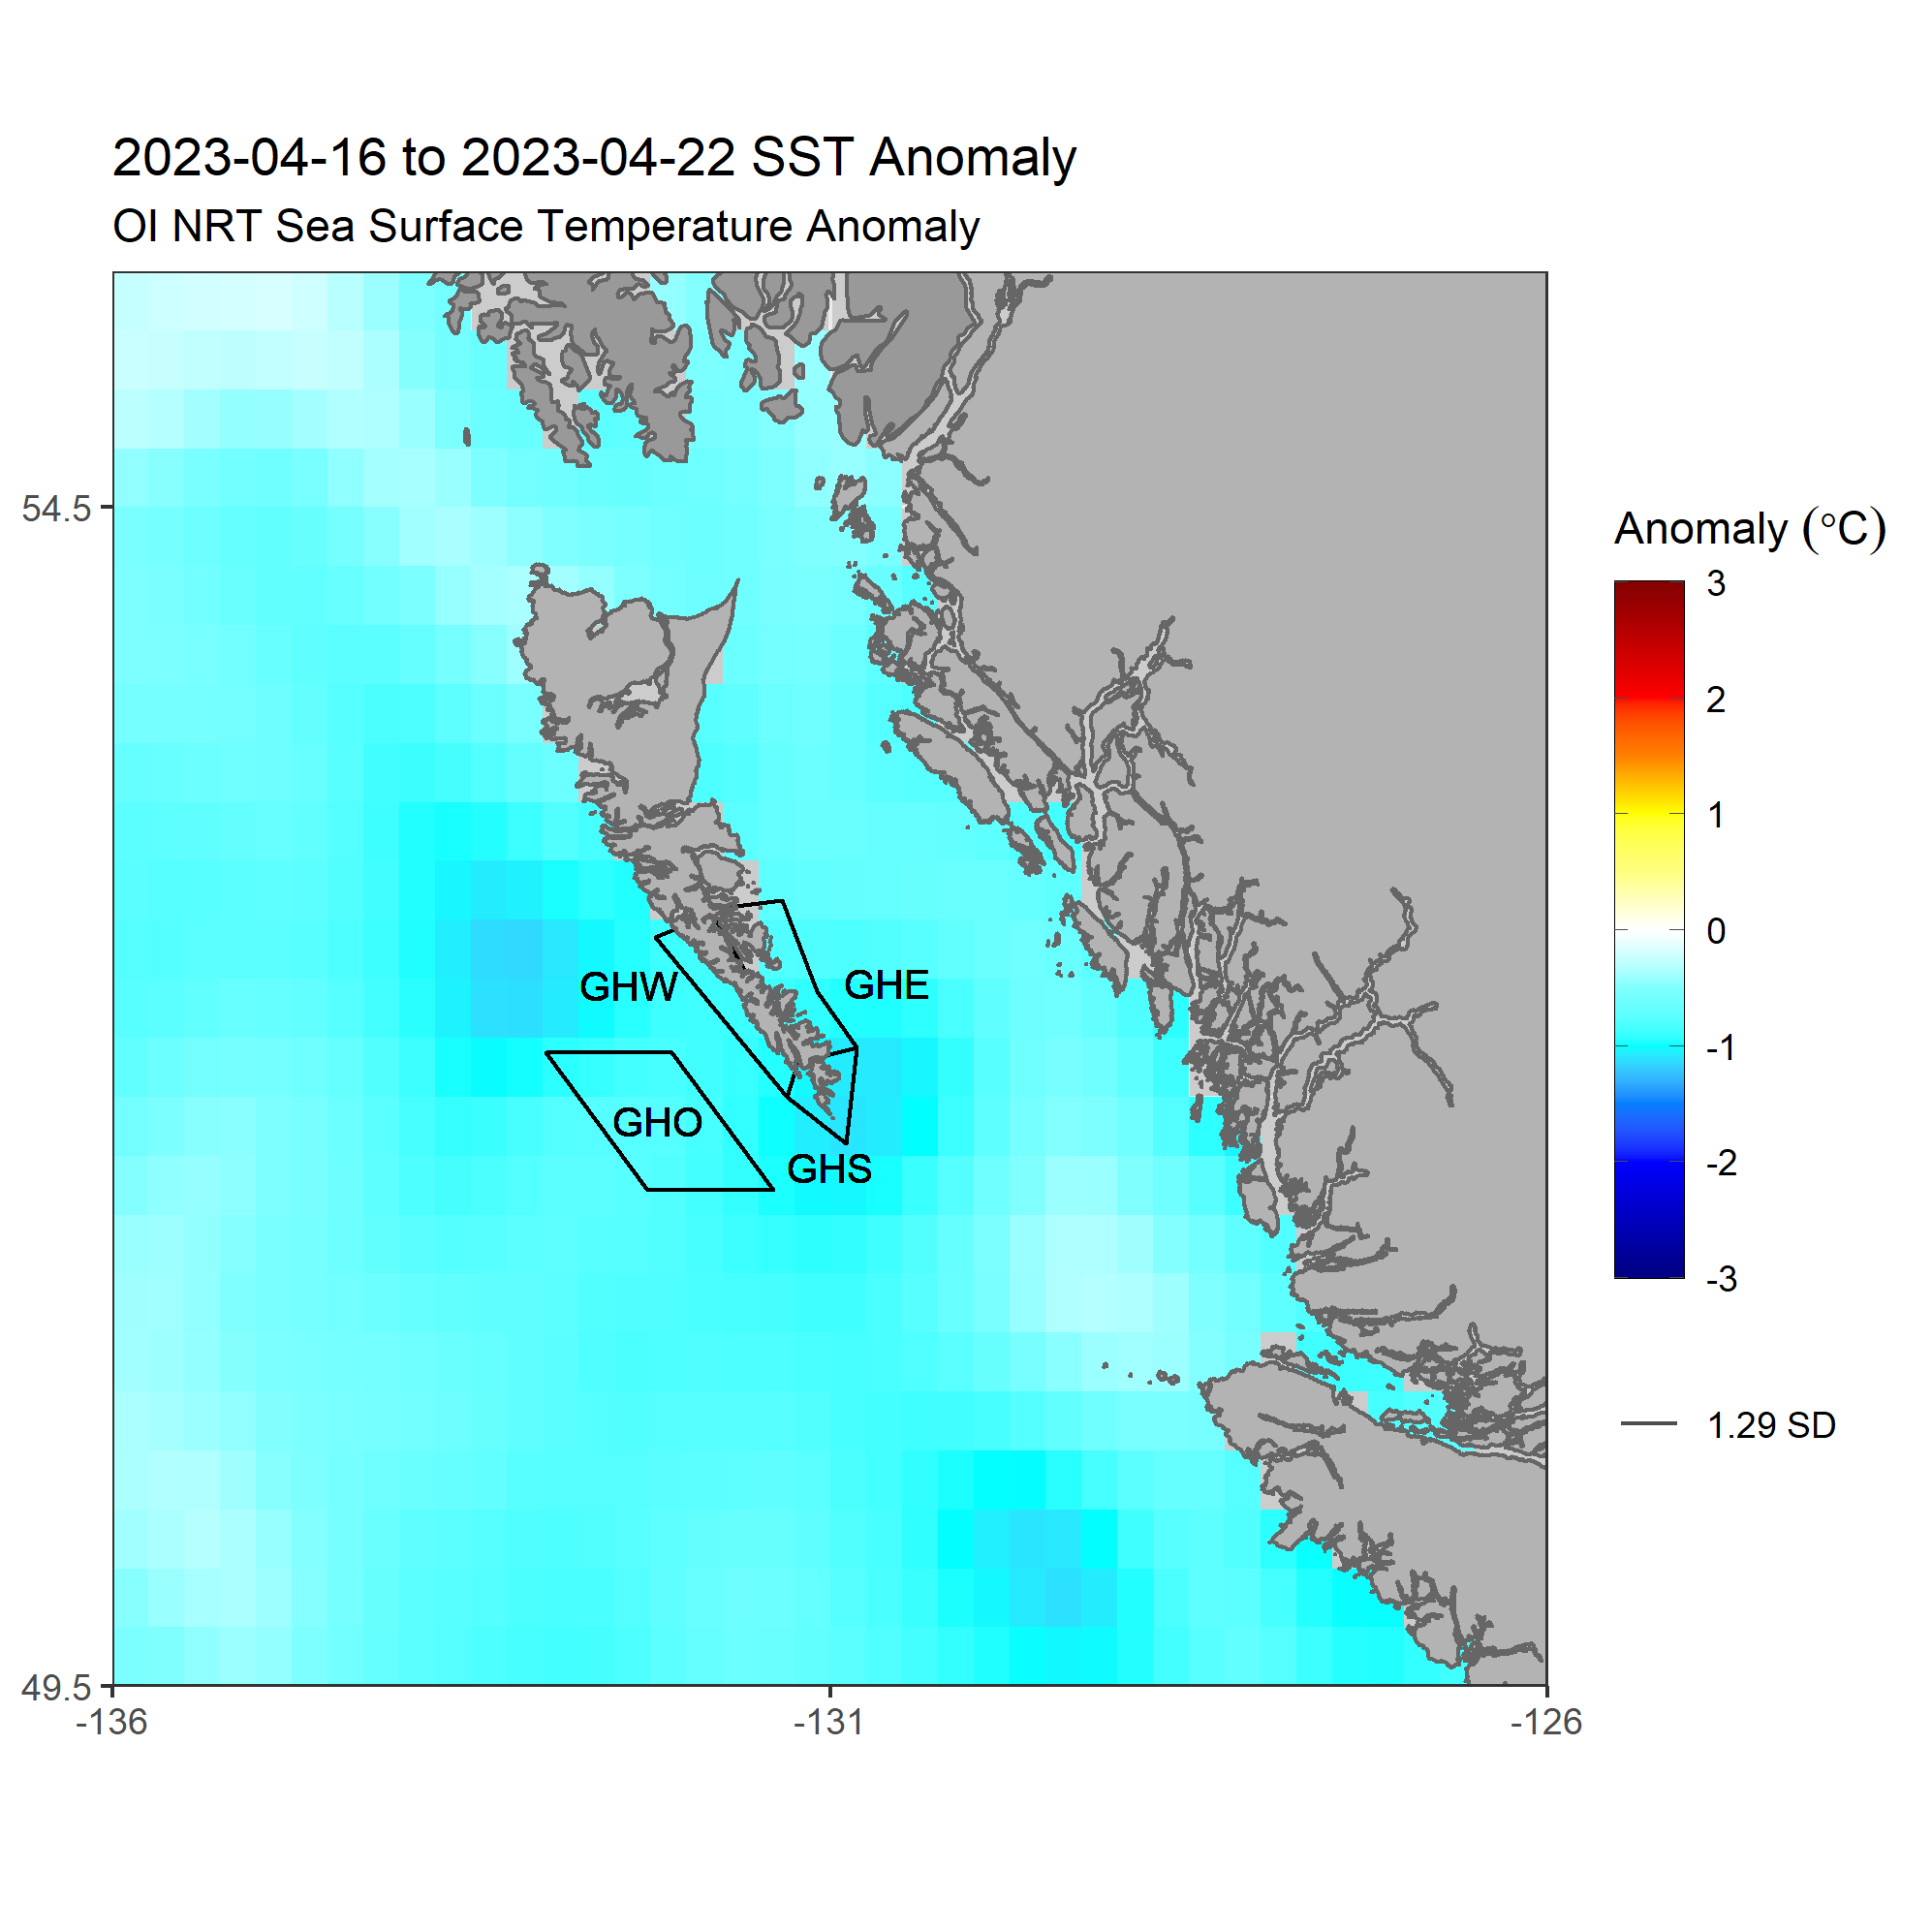 2023-04-16 to 2023-04-22 SST Anomaly
OI NRT Sea Surface Temperature Anomaly
54.5
49.5
-136
-131
-126
GHW
GHE
GHO
GHS
Anomaly (°C)
3
2
1
0
-1
-2
-3
1.29 SD